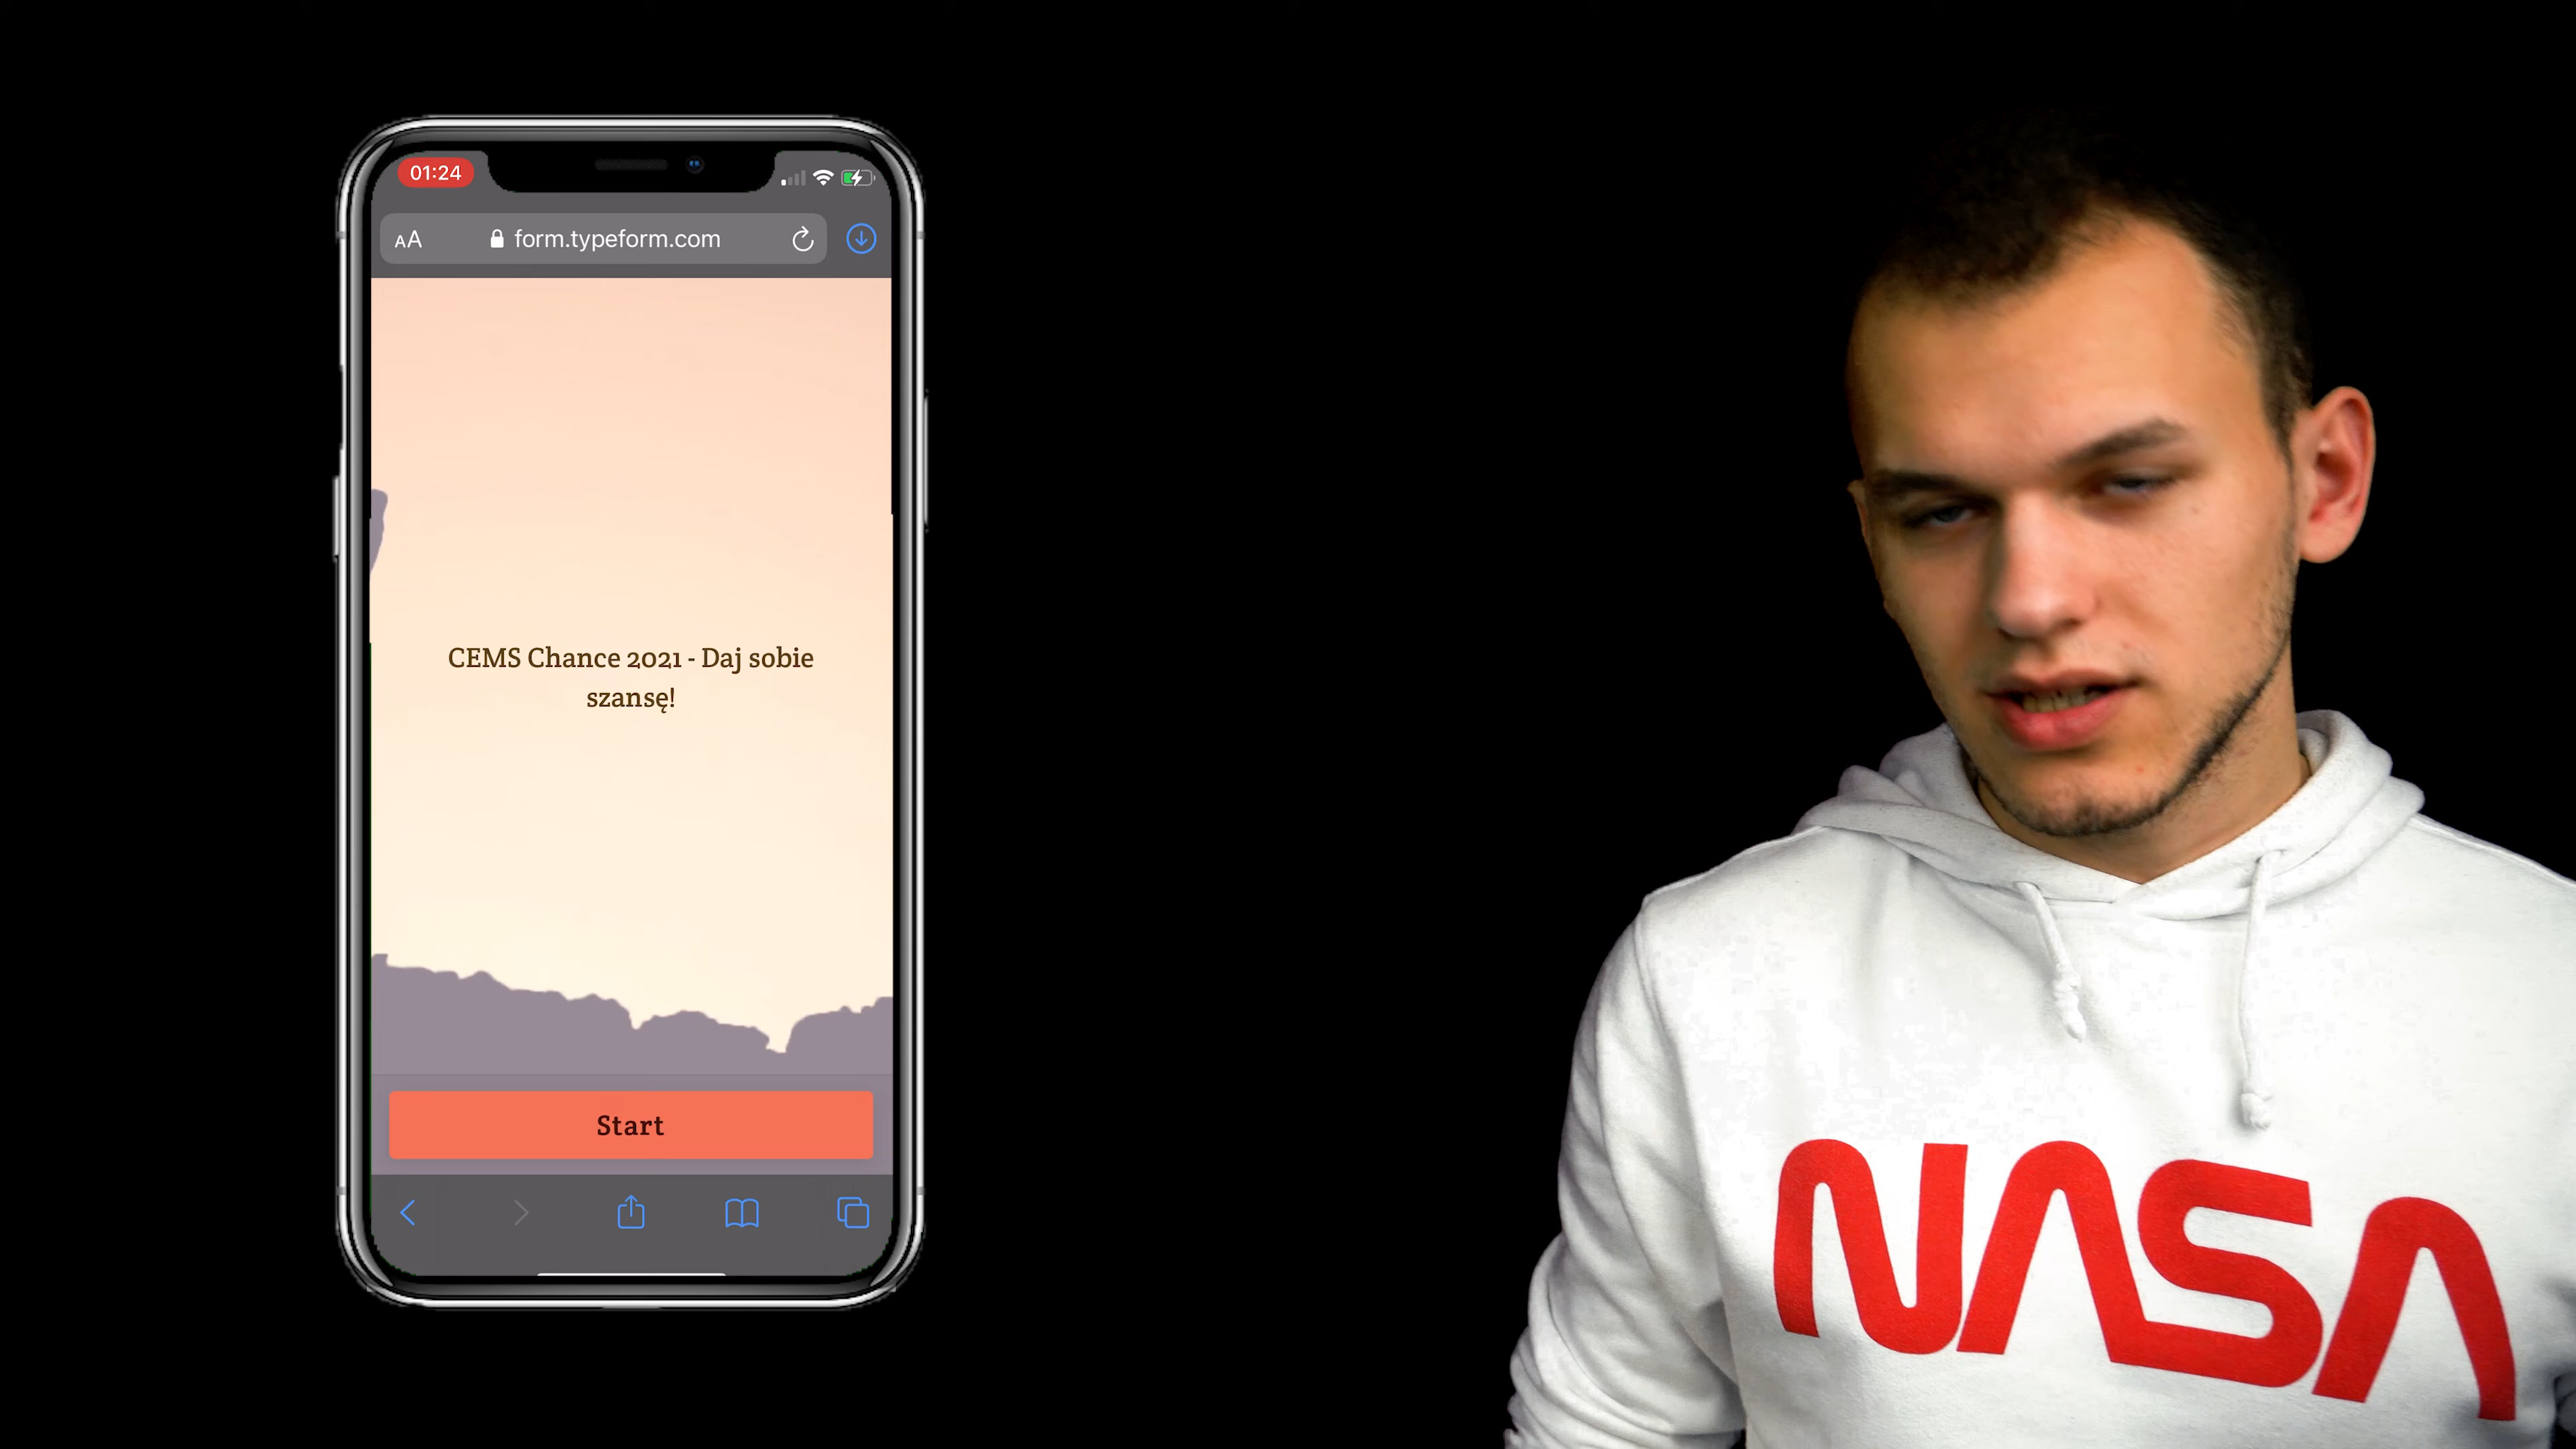 01:24
AA form.typeform.com
CEMS Chance 2021 - Daj sobie
szansę!
Start
NASA